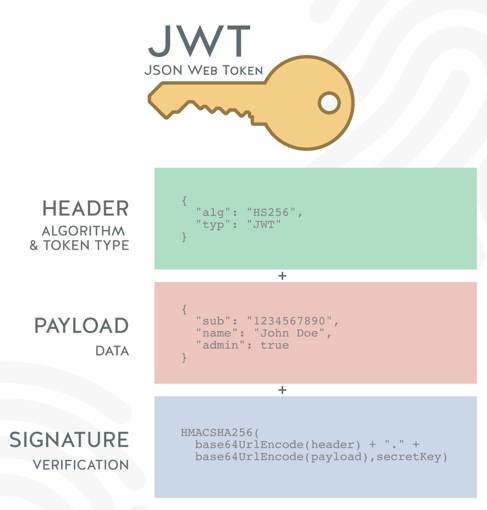 JWT
JSON Web Token
HEADER
ALGORITHM
& TOKEN TYPE
{
  "alg": "HS256",
  "typ": "JWT"
}
+
PAYLOAD
DATA
{
  "sub": "1234567890",
  "name": "John Doe",
  "admin": true
}
+
SIGNATURE
VERIFICATION
HMACSHA256(
  base64UrlEncode(header) + "." +
  base64UrlEncode(payload),secretKey)